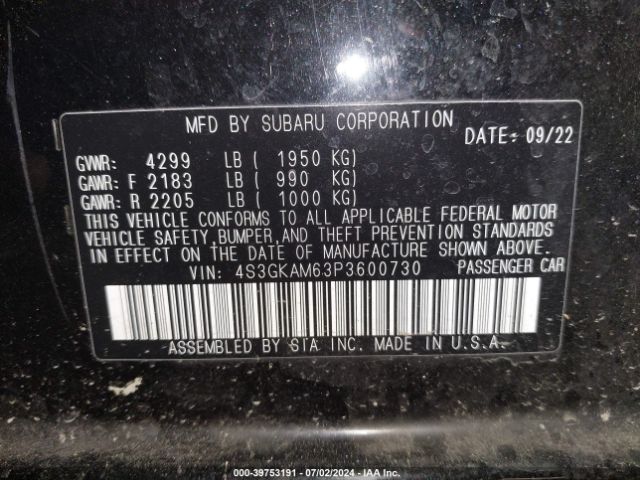 MFD BY SUBARU CORPORATION
DATE: 09/22
GVWR: 4299 LB ( 1950 KG)
GAWR: F 2183 LB ( 990 KG)
GAWR: R 2205 LB ( 1000 KG)
THIS VEHICLE CONFORMS TO ALL APPLICABLE FEDERAL MOTOR
VEHICLE SAFETY, BUMPER, AND THEFT PREVENTION STANDARDS
IN EFFECT ON THE DATE OF MANUFACTURE SHOWN ABOVE.
VIN: 4S3GKAM63P3600730 PASSENGER CAR
ASSEMBLED BY SIA INC. MADE IN U.S.A.
000-39753191 - 07/02/2024 - IAA Inc.